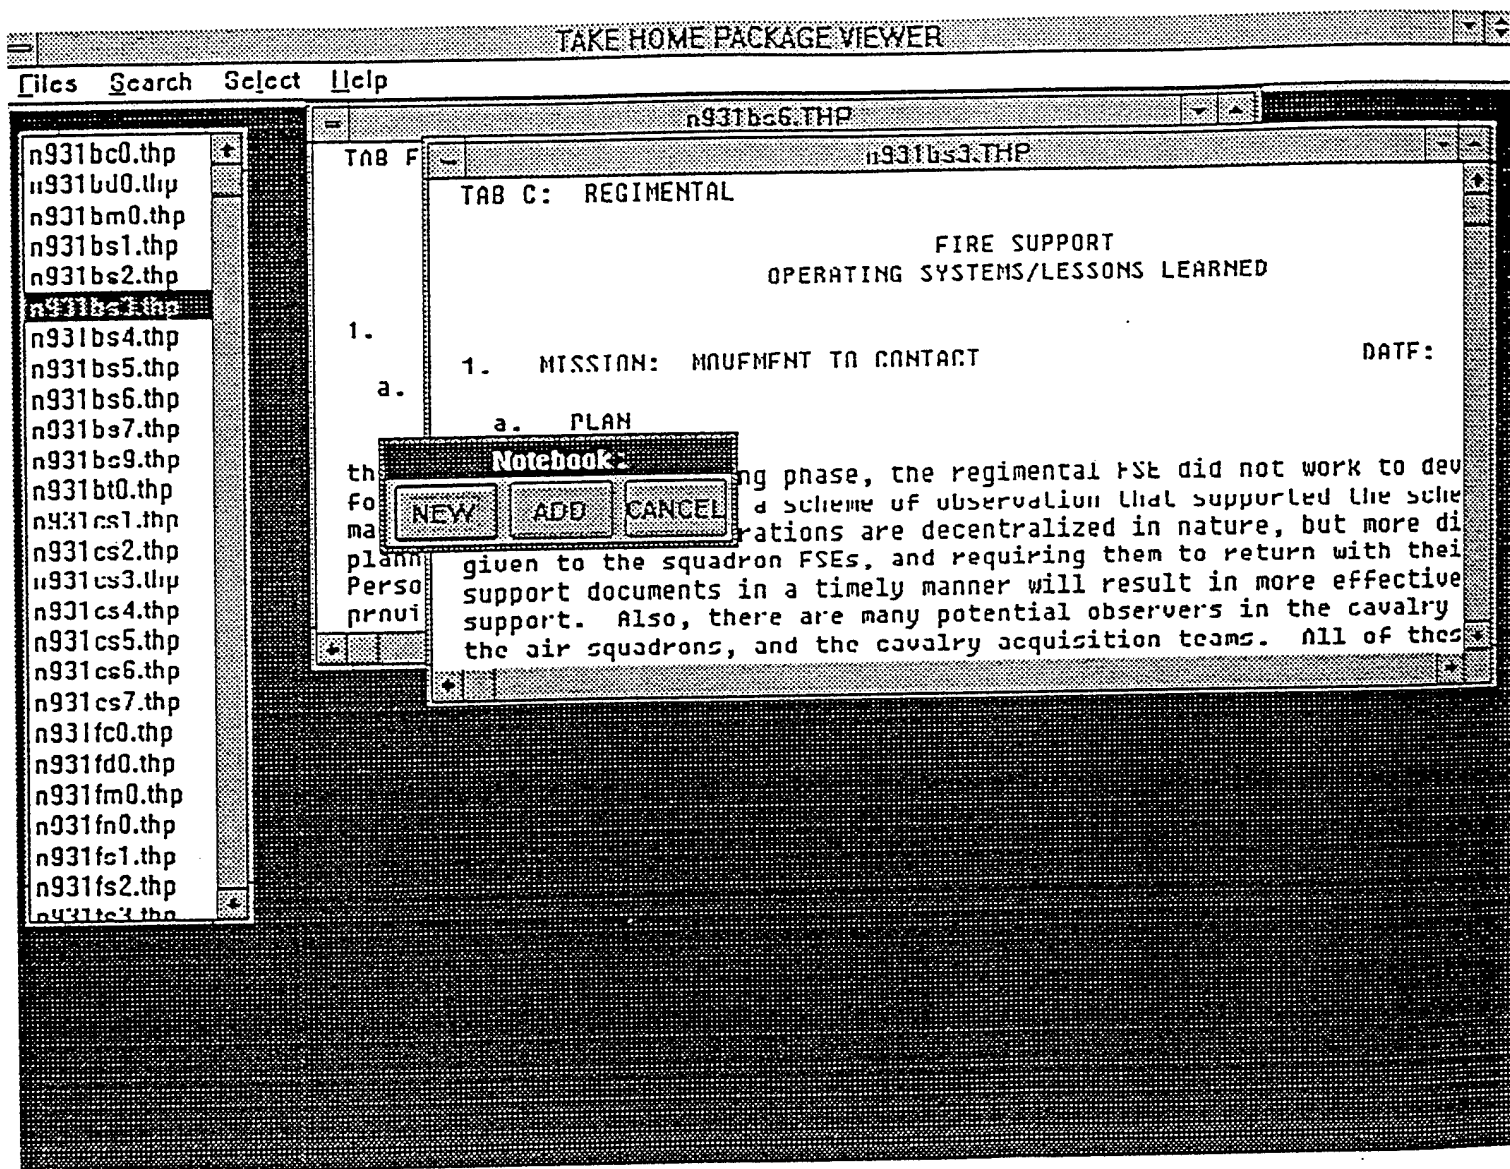 TAKE HOME PACKAGE VIEWER
Files Search Select Help
n931bc0.thp
n931bd0.thp
n931bm0.thp
n931bs1.thp
n931bs2.thp
n931bs3.thp
n931bs4.thp
n931bs5.thp
n931bs6.thp
n931bs7.thp
n931bs9.thp
n931bt0.thp
n931cs1.thp
n931cs2.thp
n931cs3.thp
n931cs4.thp
n931cs5.thp
n931cs6.thp
n931cs7.thp
n931fc0.thp
n931fd0.thp
n931fm0.thp
n931fn0.thp
n931fs1.thp
n931fs2.thp
n931fs3.thp
n931bs6.THP
TAB F
1.
a.
th
Fo
ma
plann
Perso
provi
n931bs3.THP
TAB C: REGIMENTAL
FIRE SUPPORT
OPERATING SYSTEMS/LESSONS LEARNED
1. MISSION: MOVEMENT TO CONTACT DATE:
a. PLAN
ng phase, the regimental FSE did not work to dev
a scheme of observation that supported the sche
rations are decentralized in nature, but more di
given to the squadron FSEs, and requiring them to return with thei
support documents in a timely manner will result in more effective
support. Also, there are many potential observers in the cavalry
the air squadrons, and the cavalry acquisition teams. All of thes
Notebook:
NEW ADD CANCEL